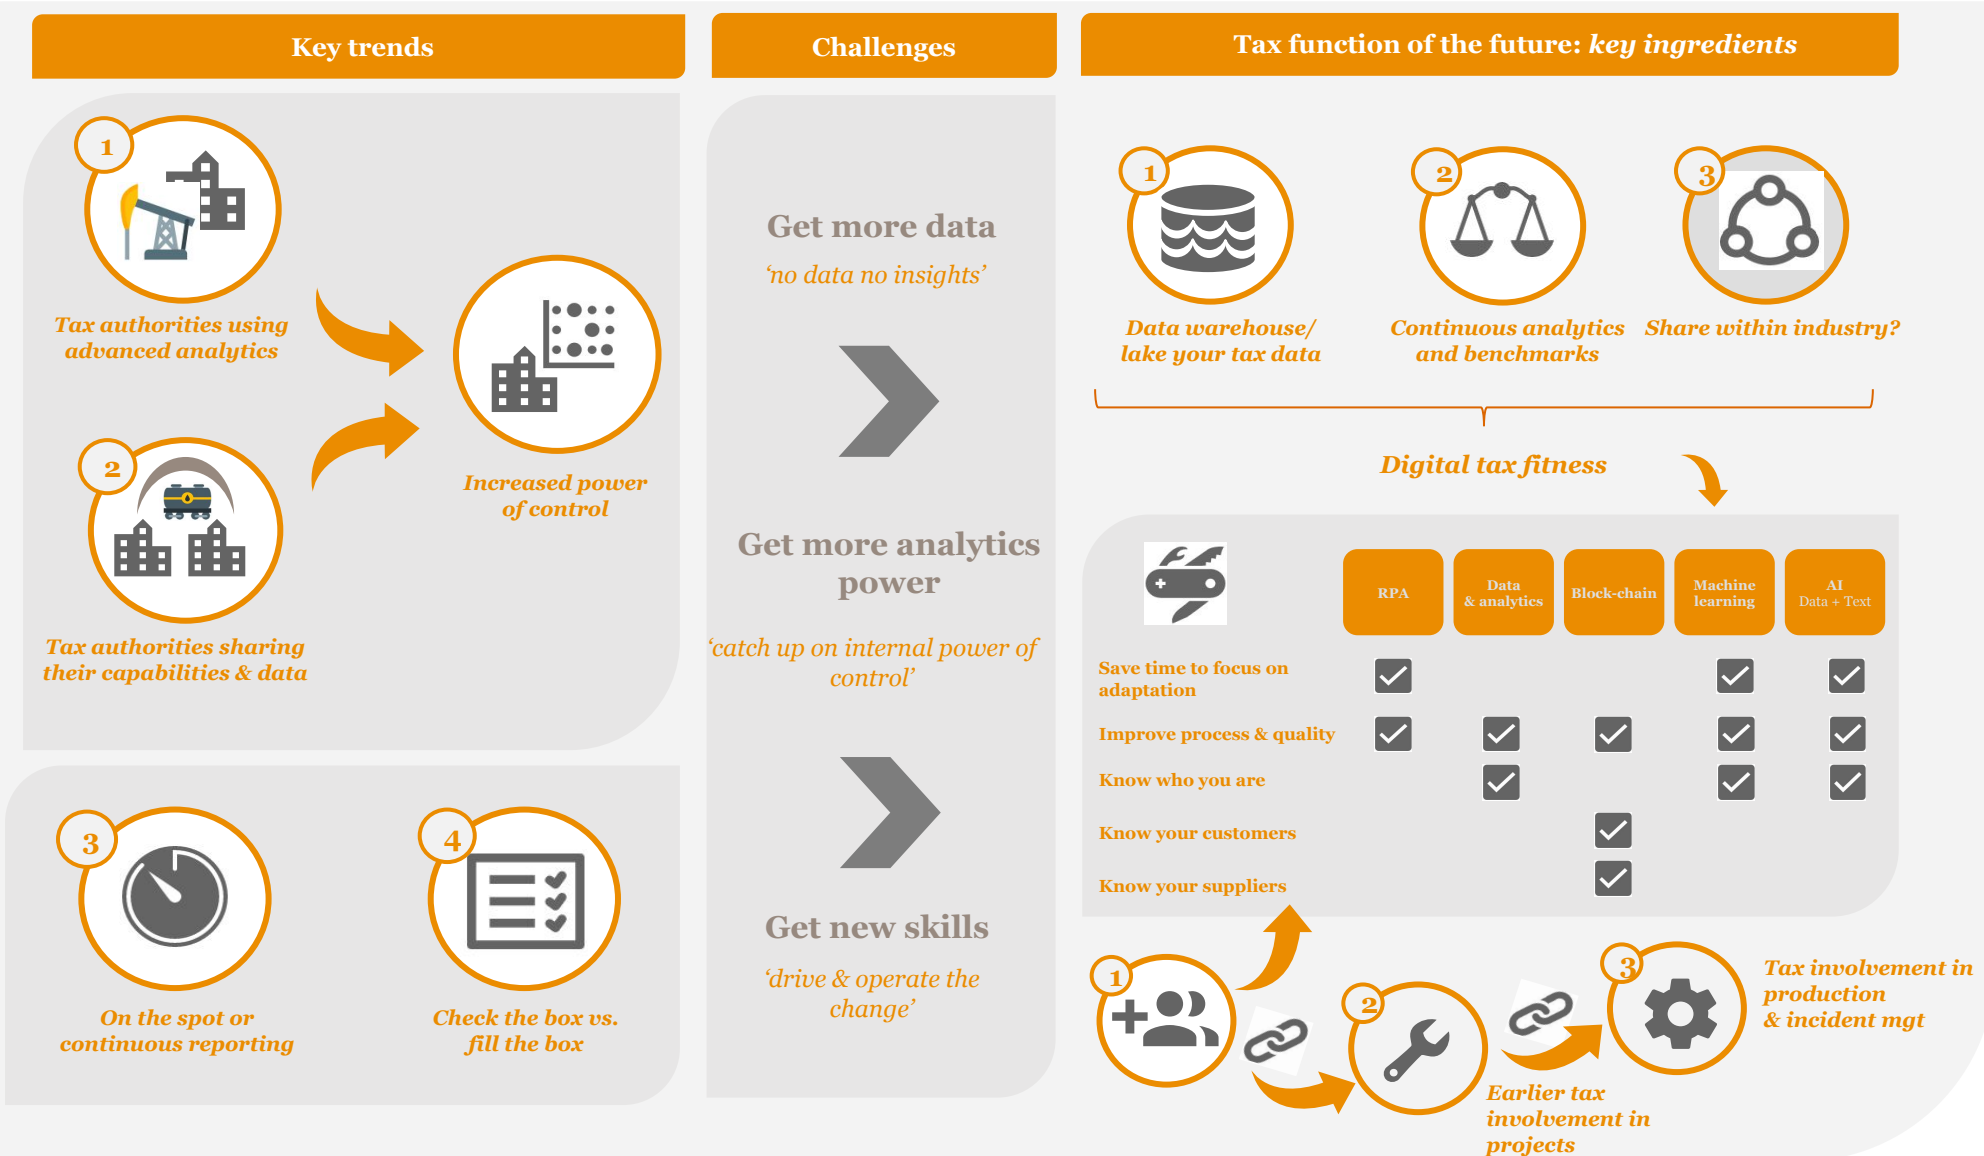 Key trends
1
Tax authorities using
advanced analytics
2
Tax authorities sharing
their capabilities & data
Increased power
of control
3
On the spot or
continuous reporting
4
Check the box vs.
fill the box
Challenges
Get more data
‘no data no insights’
Get more analytics
power
‘catch up on internal power of
control’
Get new skills
‘drive & operate the
change’
Tax function of the future: key ingredients
1
Data warehouse/
lake your tax data
2
Continuous analytics
and benchmarks
3
Share within industry?
Digital tax fitness
RPA
Data
& analytics
Block-chain
Machine
learning
AI
Data + Text
Save time to focus on
adaptation
Improve process & quality
Know who you are
Know your customers
Know your suppliers
1
2
Earlier tax
involvement in
projects
3
Tax involvement in
production
& incident mgt